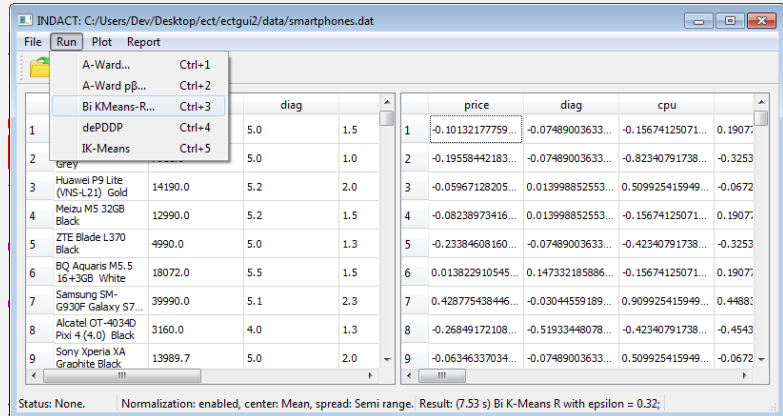 INDACT: C:/Users/Dev/Desktop/ect/ectgui2/data/smartphones.dat
File Run Plot Report
A-Ward... Ctrl+1
A-Ward pβ... Ctrl+2
Bi KMeans-R... Ctrl+3
dePDDP Ctrl+4
IK-Means Ctrl+5
diag price diag cpu
1 5.0 1.5 1 -0.10132177759... -0.07489003633... -0.15674125071... 0.1907
2 Grey 5.0 1.0 2 -0.19558442183... -0.07489003633... -0.82340791738... -0.3253
3 Huawei P9 Lite (VNS-L21) Gold 14190.0 5.2 2.0 3 -0.05967128205... 0.013998852553... 0.509925415949... -0.0672
4 Meizu M5 32GB Black 12990.0 5.2 1.5 4 -0.08238973416... 0.013998852553... -0.15674125071... 0.1907
5 ZTE Blade L370 Black 4990.0 5.0 1.3 5 -0.23384608160... -0.07489003633... -0.42340791738... -0.3253
6 BQ Aquaris M5.5 16+3GB White 18072.0 5.5 1.5 6 0.013822910545... 0.147332185886... -0.15674125071... 0.1907
7 Samsung SM-G930F Galaxy S7... 39990.0 5.1 2.3 7 0.428775438446... -0.03044559189... 0.909925415949... 0.4488
8 Alcatel OT-4034D Pixi 4 (4.0) Black 3160.0 4.0 1.3 8 -0.26849172108... -0.51933448078... -0.42340791738... -0.4543
9 Sony Xperia XA Graphite Black 13989.7 5.0 2.0 9 -0.06346337034... -0.07489003633... 0.509925415949... -0.0672
Status: None. Normalization: enabled, center: Mean, spread: Semi range. Result: (7.53 s) Bi K-Means R with epsilon = 0.32;